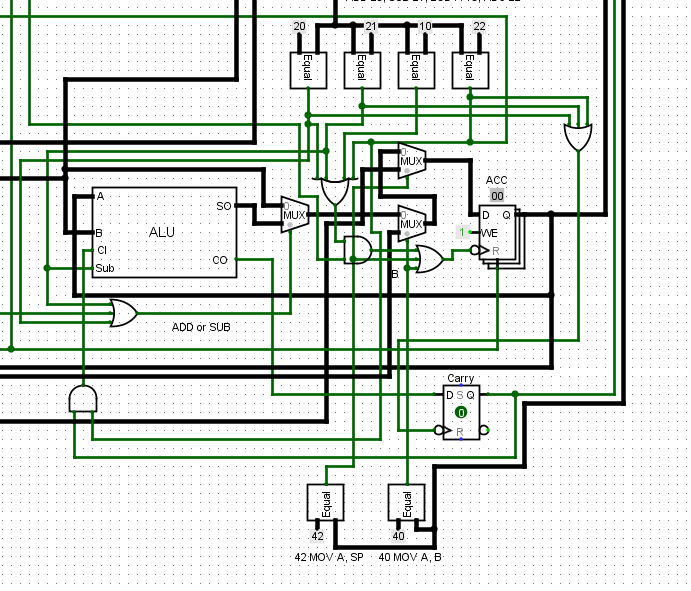 20 21 10 22
Equal Equal Equal Equal
0 MUX
ACC
00
A SO 0 MUX 0 MUX D Q
B ALU 1 WE
CI R
Sub CO B
ADD or SUB
Carry
D S Q
0
R
Equal Equal
42 40
42 MOV A, SP 40 MOV A, B